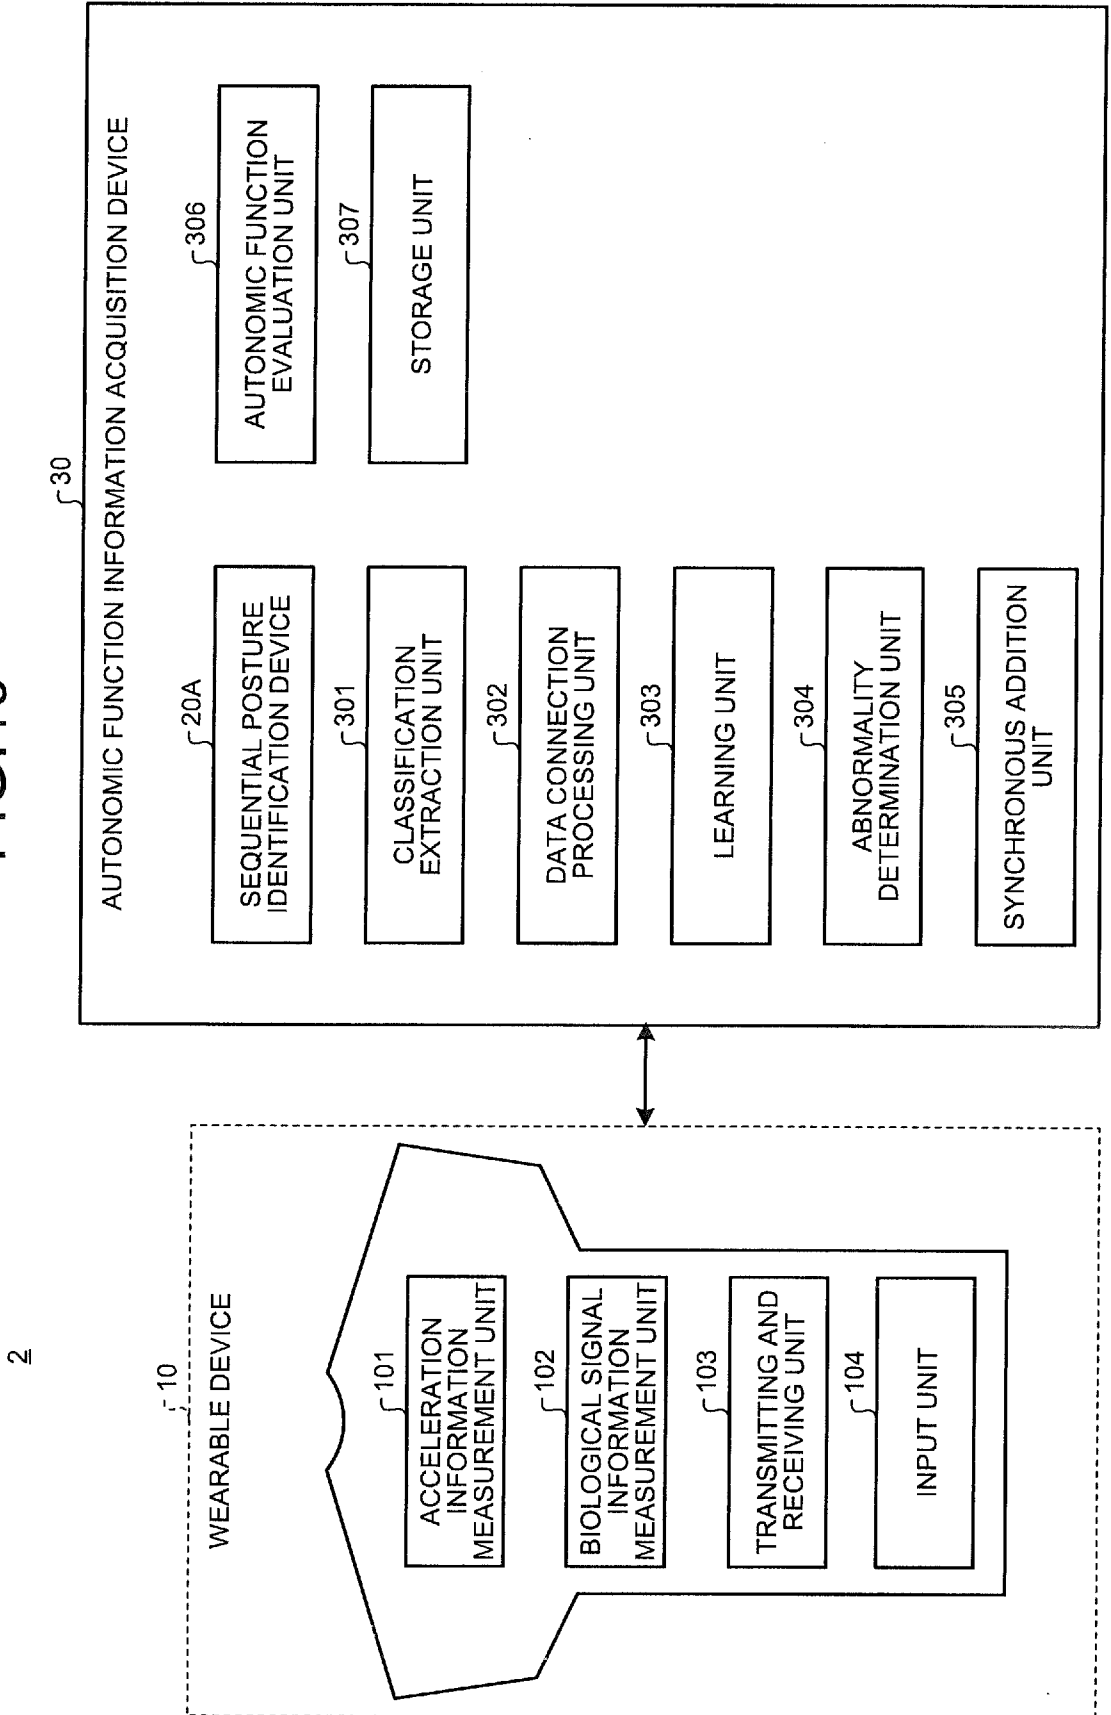 2
10
WEARABLE DEVICE
101
ACCELERATION
INFORMATION
MEASUREMENT UNIT
102
BIOLOGICAL SIGNAL
INFORMATION
MEASUREMENT UNIT
103
TRANSMITTING AND
RECEIVING UNIT
104
INPUT UNIT
30
AUTONOMIC FUNCTION INFORMATION ACQUISITION DEVICE
20A
SEQUENTIAL POSTURE
IDENTIFICATION DEVICE
301
CLASSIFICATION
EXTRACTION UNIT
302
DATA CONNECTION
PROCESSING UNIT
303
LEARNING UNIT
304
ABNORMALITY
DETERMINATION UNIT
305
SYNCHRONOUS ADDITION
UNIT
306
AUTONOMIC FUNCTION
EVALUATION UNIT
307
STORAGE UNIT